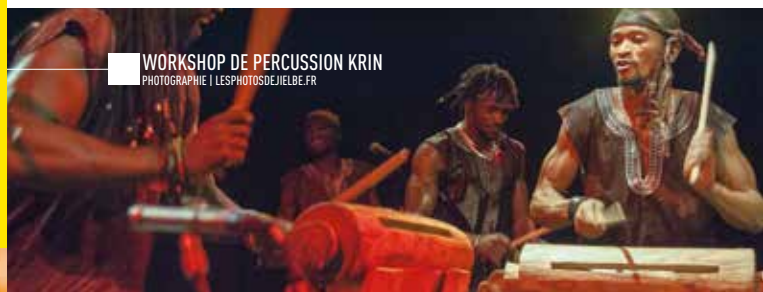 WORKSHOP DE PERCUSSION KRIN
PHOTOGRAPHIE | LESPHOTOSDEJIELBE.FR